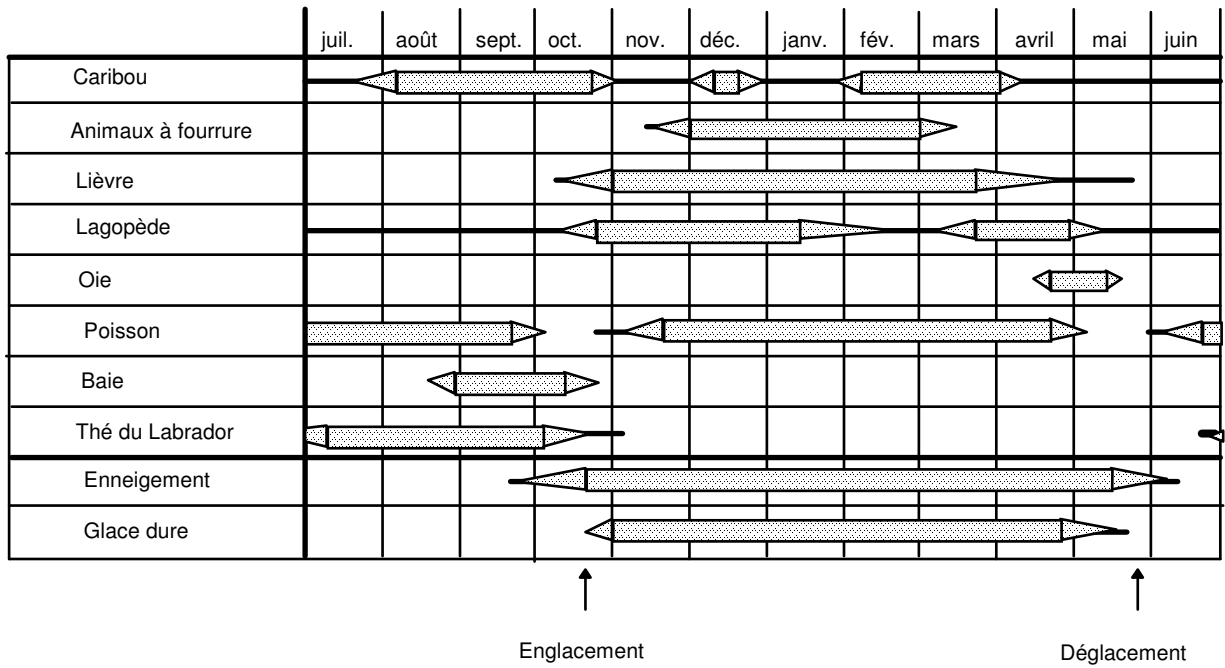 juil. août sept. oct. nov. déc. janv. fév. mars avril mai juin
Caribou
Animaux à fourrure
Lièvre
Lagopède
Oie
Poisson
Baie
Thé du Labrador
Enneigement
Glace dure
Englacement Déglacement